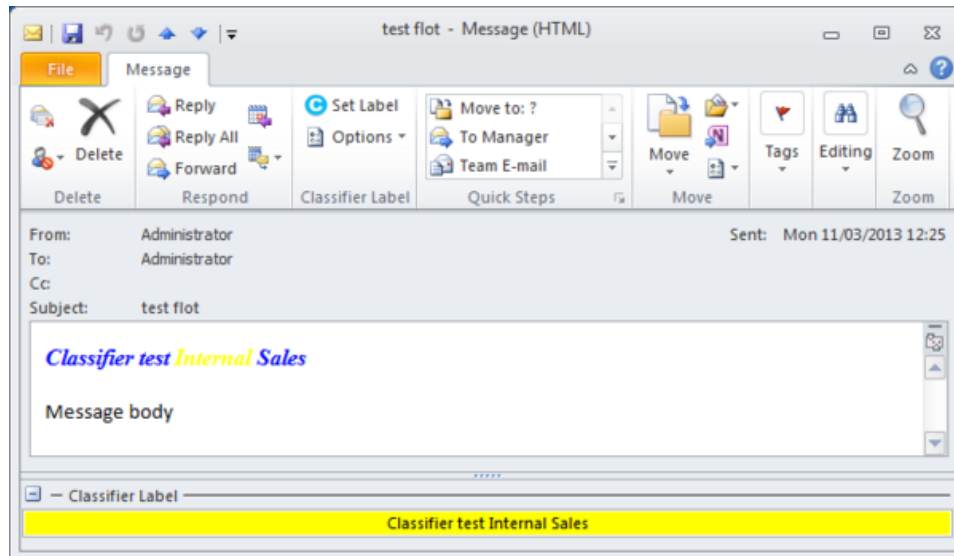 test flot - Message (HTML)
File Message
Reply Set Label Move to: ?
Reply All Options To Manager
Delete Forward Team E-mail Move Tags Editing Zoom
Delete Respond Classifier Label Quick Steps Move Zoom
From: Administrator Sent: Mon 11/03/2013 12:25
To: Administrator
Cc:
Subject: test flot
Classifier test Internal Sales
Message body
Classifier Label
Classifier test Internal Sales